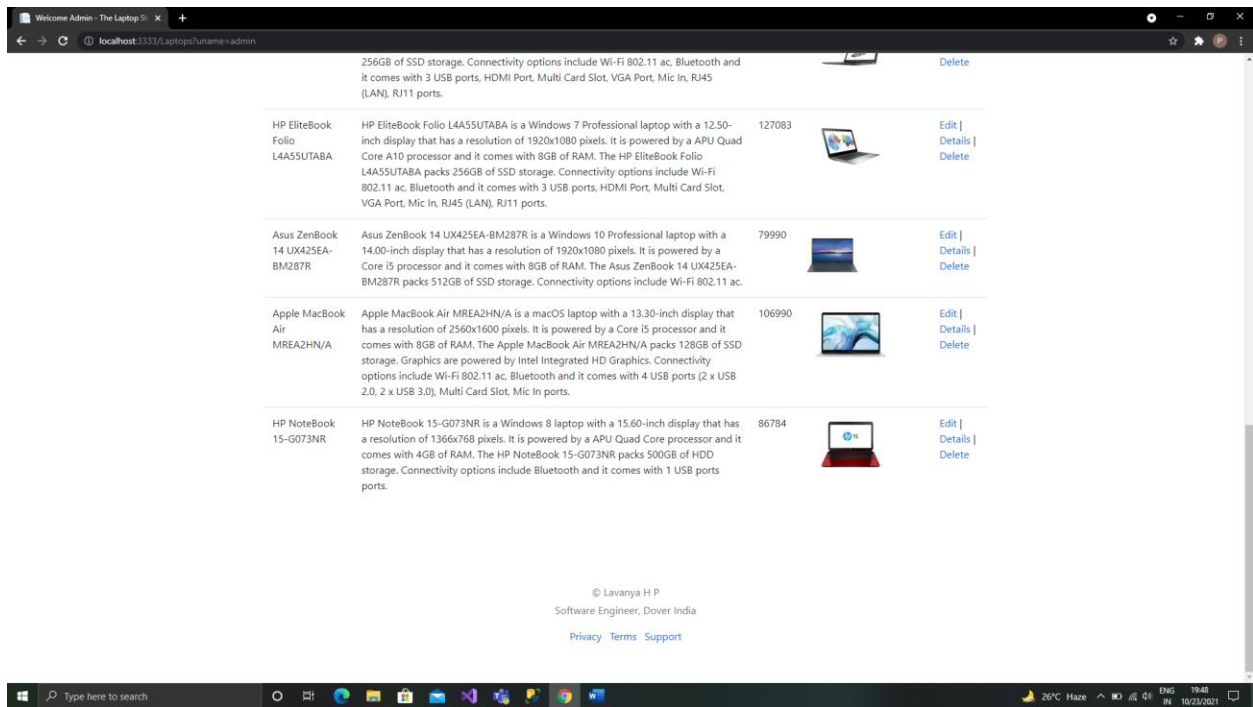 Welcome Admin - The Laptop St
localhost:3333/Laptops?uname=admin
256GB of SSD storage. Connectivity options include Wi-Fi 802.11 ac, Bluetooth and
it comes with 3 USB ports, HDMI Port, Multi Card Slot, VGA Port, Mic In, RJ45
(LAN), RJ11 ports.
Delete
HP EliteBook
Folio
L4A55UTABA
HP EliteBook Folio L4A55UTABA is a Windows 7 Professional laptop with a 12.50-
inch display that has a resolution of 1920x1080 pixels. It is powered by a APU Quad
Core A10 processor and it comes with 8GB of RAM. The HP EliteBook Folio
L4A55UTABA packs 256GB of SSD storage. Connectivity options include Wi-Fi
802.11 ac, Bluetooth and it comes with 3 USB ports, HDMI Port, Multi Card Slot,
VGA Port, Mic In, RJ45 (LAN), RJ11 ports.
127083
Edit |
Details |
Delete
Asus ZenBook
14 UX425EA-
BM287R
Asus ZenBook 14 UX425EA-BM287R is a Windows 10 Professional laptop with a
14.00-inch display that has a resolution of 1920x1080 pixels. It is powered by a
Core i5 processor and it comes with 8GB of RAM. The Asus ZenBook 14 UX425EA-
BM287R packs 512GB of SSD storage. Connectivity options include Wi-Fi 802.11 ac.
79990
Edit |
Details |
Delete
Apple MacBook
Air
MREA2HN/A
Apple MacBook Air MREA2HN/A is a macOS laptop with a 13.30-inch display that
has a resolution of 2560x1600 pixels. It is powered by a Core i5 processor and it
comes with 8GB of RAM. The Apple MacBook Air MREA2HN/A packs 128GB of SSD
storage. Graphics are powered by Intel Integrated HD Graphics. Connectivity
options include Wi-Fi 802.11 ac, Bluetooth and it comes with 4 USB ports (2 x USB
2.0, 2 x USB 3.0), Multi Card Slot, Mic In ports.
106990
Edit |
Details |
Delete
HP NoteBook
15-G073NR
HP NoteBook 15-G073NR is a Windows 8 laptop with a 15.60-inch display that has
a resolution of 1366x768 pixels. It is powered by a APU Quad Core processor and it
comes with 4GB of RAM. The HP NoteBook 15-G073NR packs 500GB of HDD
storage. Connectivity options include Bluetooth and it comes with 1 USB ports
ports.
86784
Edit |
Details |
Delete
© Lavanya H P
Software Engineer, Dover India
Privacy Terms Support
Type here to search
26°C Haze
ENG
IN
19:48
10/23/2021